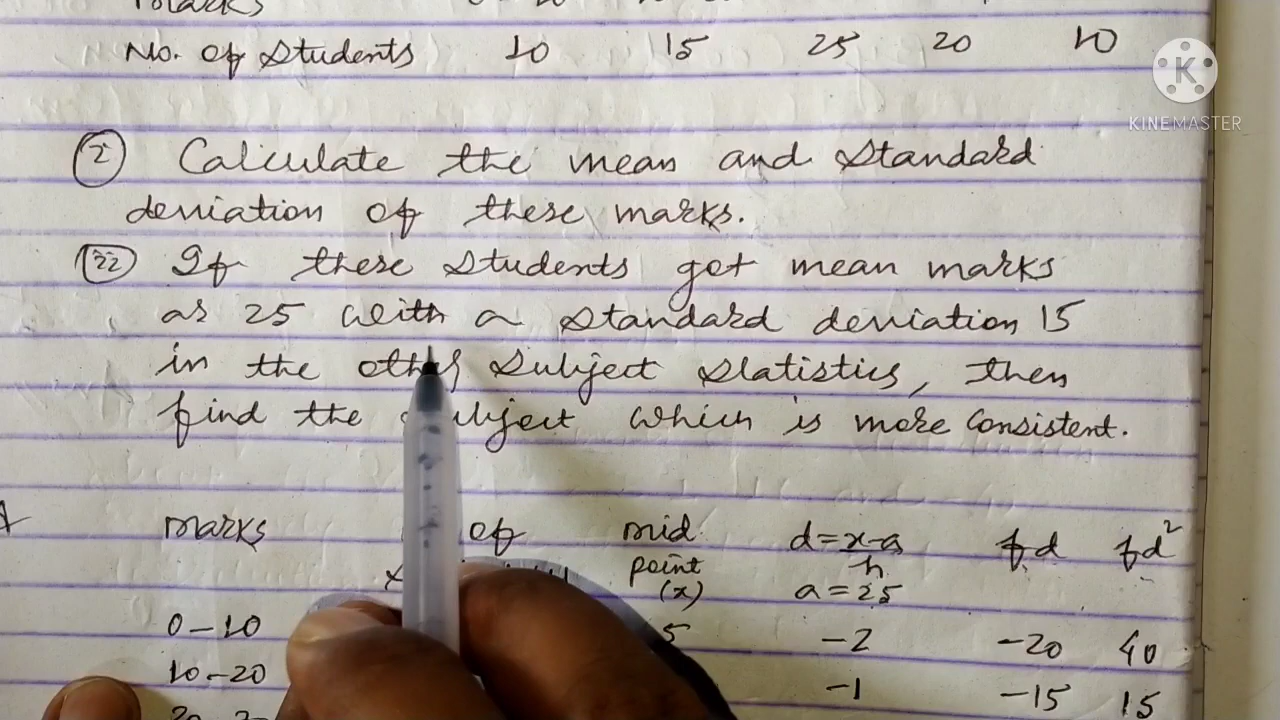 Marks
No. of Students 10 15 25 20 10
KINEMASTER
(i) Calculate the mean and standard
deviation of these marks.
(ii) If these students get mean marks
as 25 with a standard deviation 15
in the other subject statistics, then
find the subject which is more consistent.
marks of mid point (x) d = x-a/h a = 25 fd fd²
0-10 5 -2 -20 40
10-20 -1 -15 15